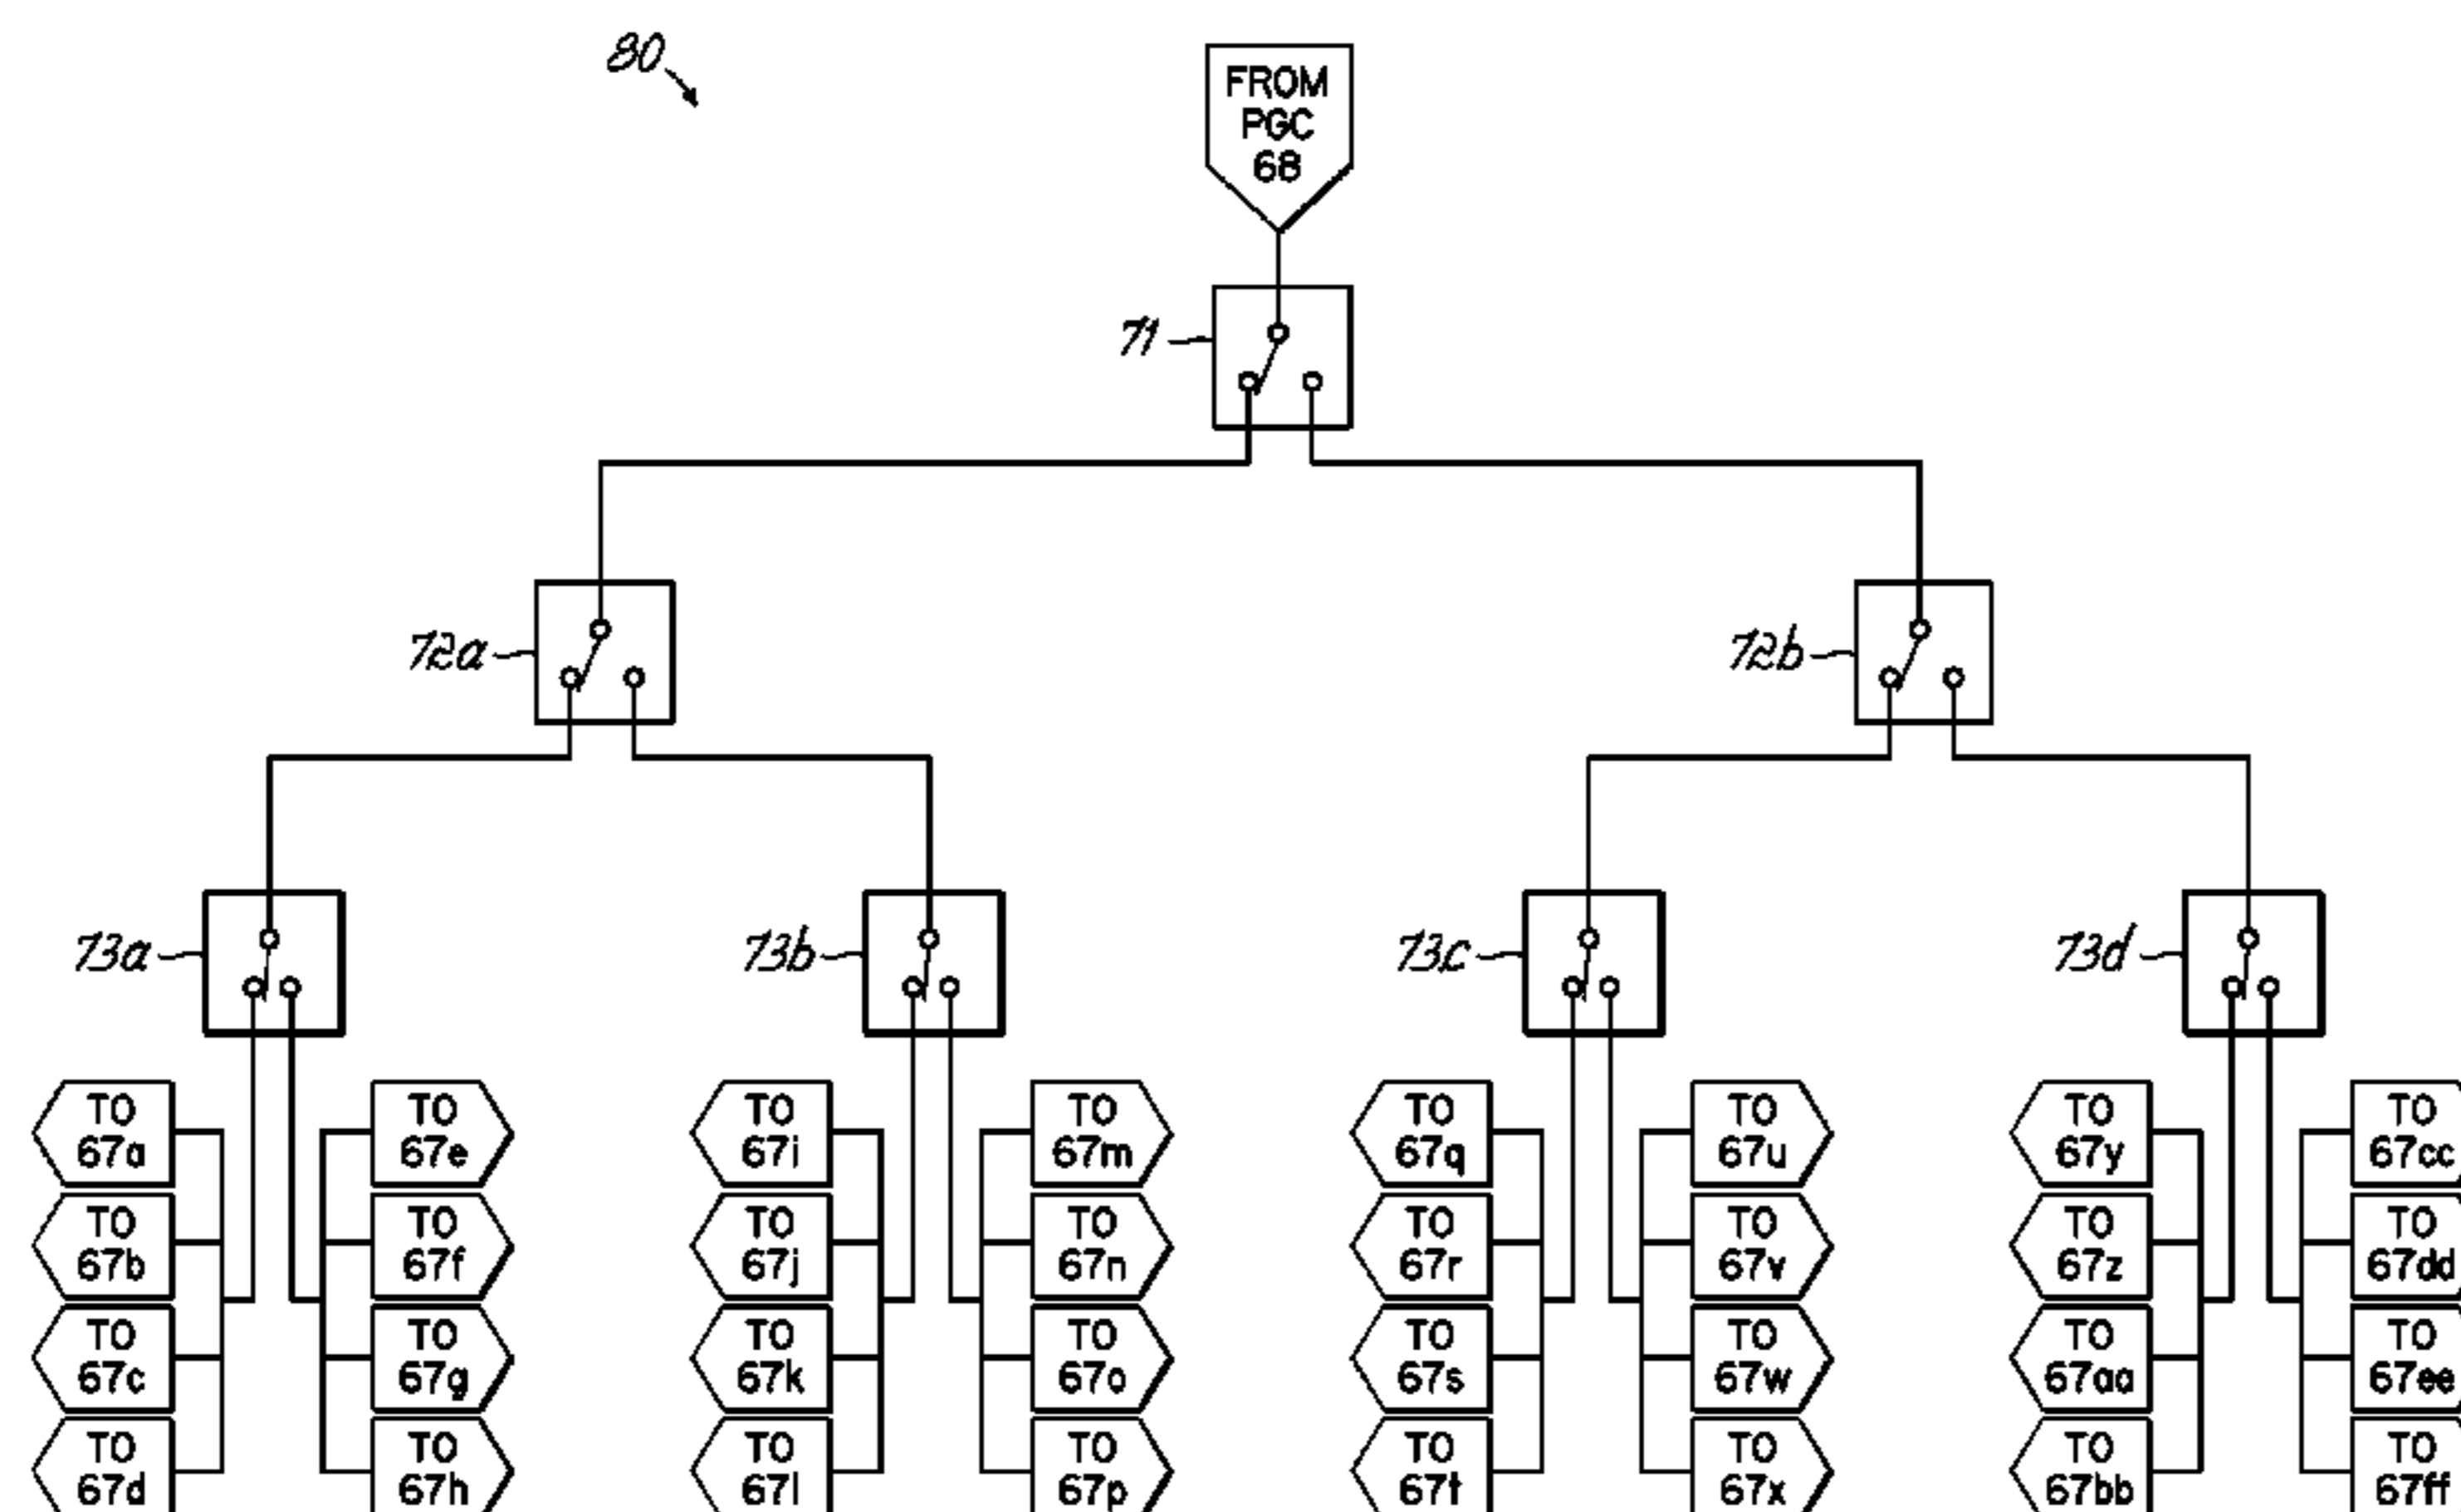 80
FROM
PGC
68
71
72a
72b
73a
73b
73c
73d
TO
67a
TO
67e
TO
67i
TO
67m
TO
67q
TO
67u
TO
67y
TO
67cc
TO
67b
TO
67f
TO
67j
TO
67n
TO
67r
TO
67v
TO
67z
TO
67dd
TO
67c
TO
67g
TO
67k
TO
67o
TO
67s
TO
67w
TO
67aa
TO
67ee
TO
67d
TO
67h
TO
67l
TO
67p
TO
67t
TO
67x
TO
67bb
TO
67ff